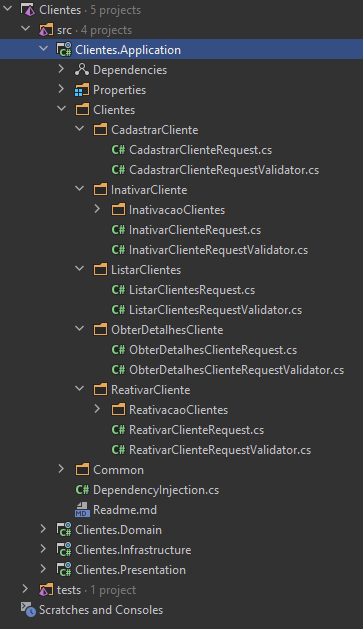 Clientes · 5 projects
src · 4 projects
Clientes.Application
Dependencies
Properties
Clientes
CadastrarCliente
C# CadastrarClienteRequest.cs
C# CadastrarClienteRequestValidator.cs
InativarCliente
InativacaoClientes
C# InativarClienteRequest.cs
C# InativarClienteRequestValidator.cs
ListarClientes
C# ListarClientesRequest.cs
C# ListarClientesRequestValidator.cs
ObterDetalhesCliente
C# ObterDetalhesClienteRequest.cs
C# ObterDetalhesClienteRequestValidator.cs
ReativarCliente
ReativacaoClientes
C# ReativarClienteRequest.cs
C# ReativarClienteRequestValidator.cs
Common
C# DependencyInjection.cs
MD Readme.md
Clientes.Domain
Clientes.Infrastructure
Clientes.Presentation
tests · 1 project
Scratches and Consoles